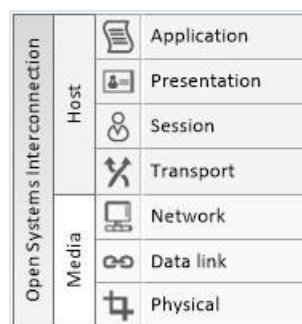 Open Systems Interconnection
Host
Application
Presentation
Session
Transport
Media
Network
Data link
Physical